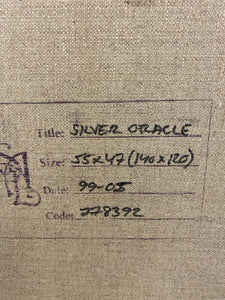 Title: SILVER ORACLE
Size: 55x47 (140x120)
Date: 99-05
Code: 778392